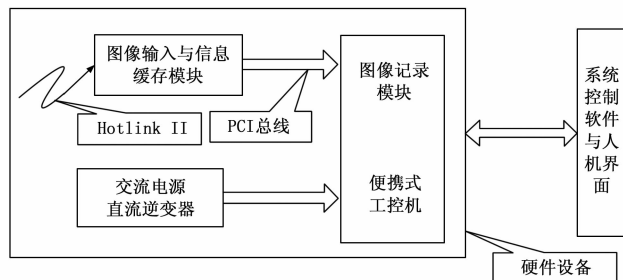 图像输入与信息
缓存模块
Hotlink II
PCI总线
图像记录
模块
交流电源
直流逆变器
便携式
工控机
系统
控制
软件
与人
机界
面
硬件设备